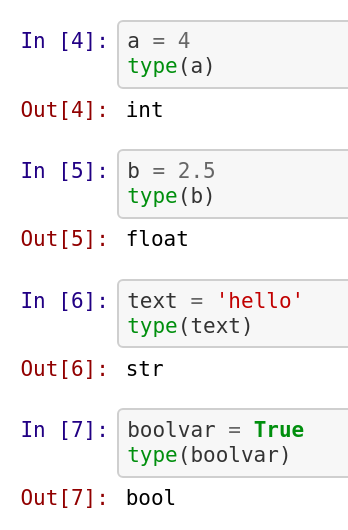 In [4]: a = 4
type(a)
Out[4]: int
In [5]: b = 2.5
type(b)
Out[5]: float
In [6]: text = 'hello'
type(text)
Out[6]: str
In [7]: boolvar = True
type(boolvar)
Out[7]: bool